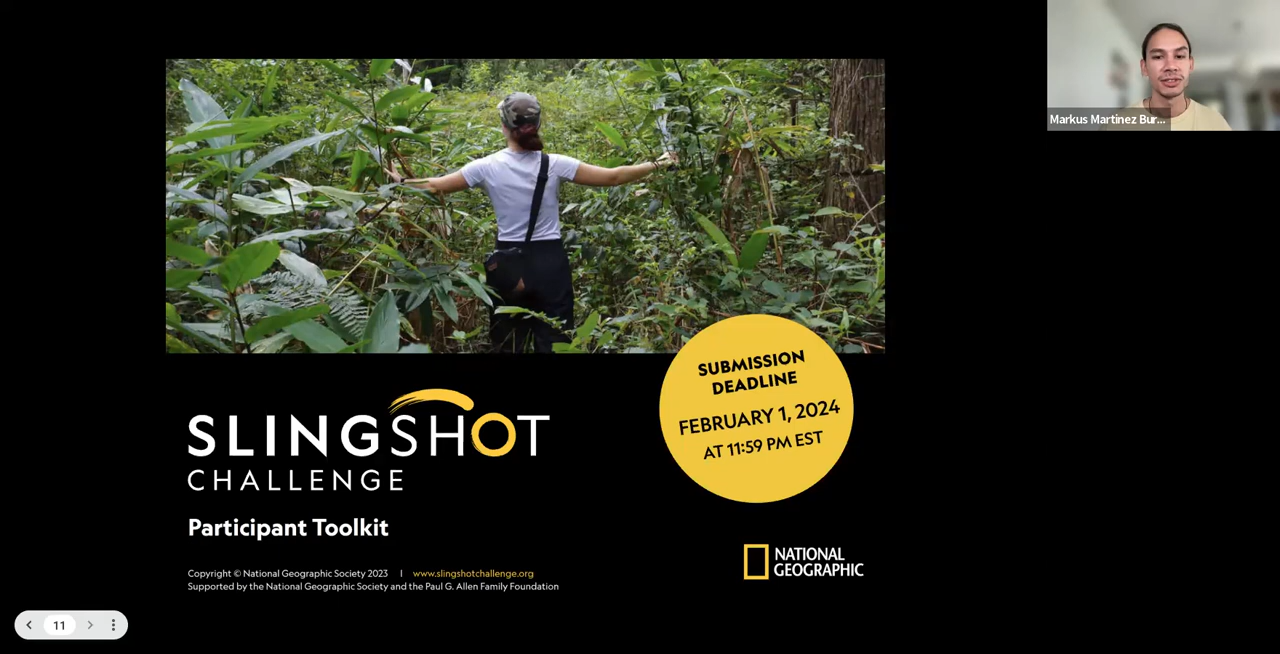 Markus Martinez Bur...
SUBMISSION
DEADLINE
FEBRUARY 1, 2024
AT 11:59 PM EST
SLINGSHOT
CHALLENGE
Participant Toolkit
Copyright © National Geographic Society 2023 | www.slingshotchallenge.org
Supported by the National Geographic Society and the Paul G. Allen Family Foundation
NATIONAL
GEOGRAPHIC
11